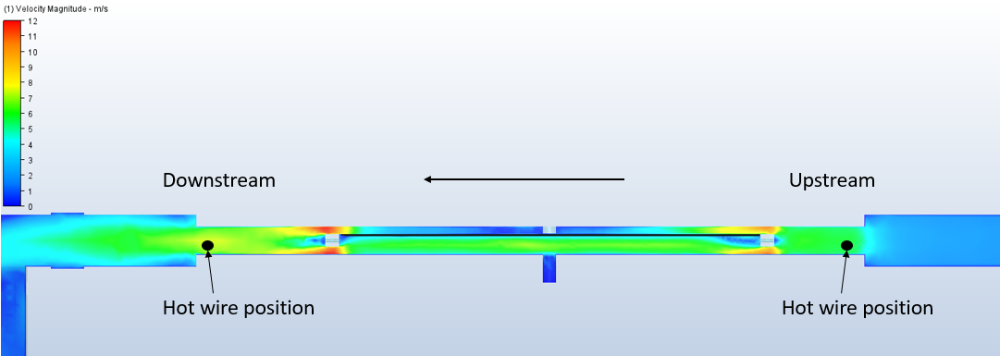 (1) Velocity Magnitude - m/s
12
11
10
9
8
7
6
5
4
3
2
1
0
Downstream
Upstream
Hot wire position
Hot wire position